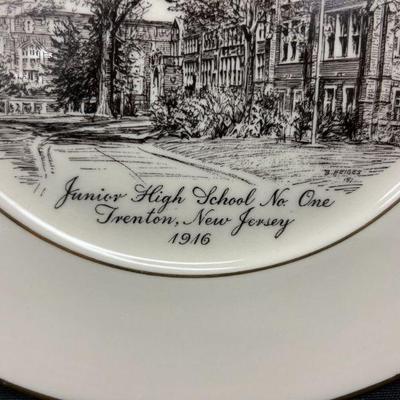 Junior High School No. One
Trenton, New Jersey
1916